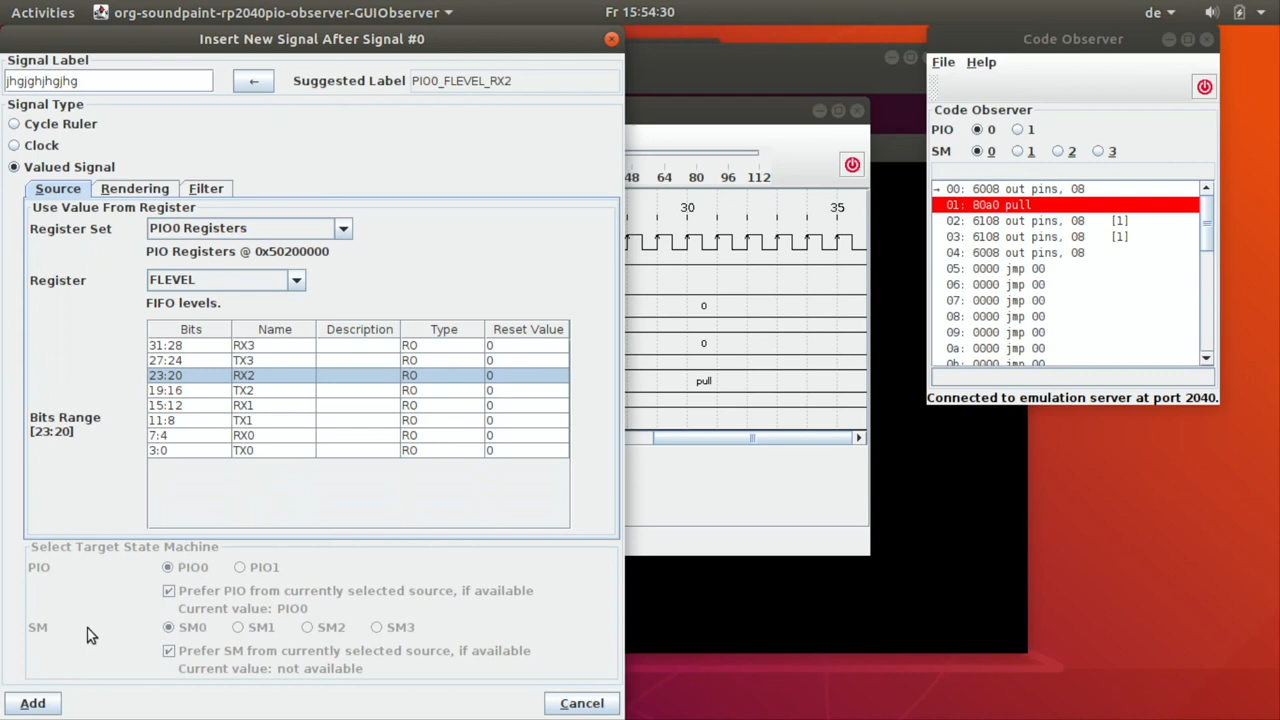 Activities org-soundpaint-rp2040pio-observer-GUIObserver Fr 15:54:30 de
Insert New Signal After Signal #0
Signal Label
jhgjghjhgjhg ← Suggested Label PIO0_FLEVEL_RX2
Signal Type
Cycle Ruler
Clock
Valued Signal
Source Rendering Filter
Use Value From Register
Register Set PIO0 Registers
PIO Registers @ 0x50200000
Register FLEVEL
FIFO levels.
Bits Name Description Type Reset Value
31:28 RX3 RO 0
27:24 TX3 RO 0
23:20 RX2 RO 0
19:16 TX2 RO 0
15:12 RX1 RO 0
11:8 TX1 RO 0
7:4 RX0 RO 0
3:0 TX0 RO 0
Bits Range
[23:20]
Select Target State Machine
PIO PIO0 PIO1
Prefer PIO from currently selected source, if available
Current value: PIO0
SM SM0 SM1 SM2 SM3
Prefer SM from currently selected source, if available
Current value: not available
Add Cancel
48 64 80 96 112
30 35
0
0
pull
Code Observer
File Help
Code Observer
PIO 0 1
SM 0 1 2 3
→ 00: 6008 out pins, 08
01: 80a0 pull
02: 6108 out pins, 08 [1]
03: 6108 out pins, 08 [1]
04: 6008 out pins, 08
05: 0000 jmp 00
06: 0000 jmp 00
07: 0000 jmp 00
08: 0000 jmp 00
09: 0000 jmp 00
0a: 0000 jmp 00
0b: 0000 jmp 00
Connected to emulation server at port 2040.